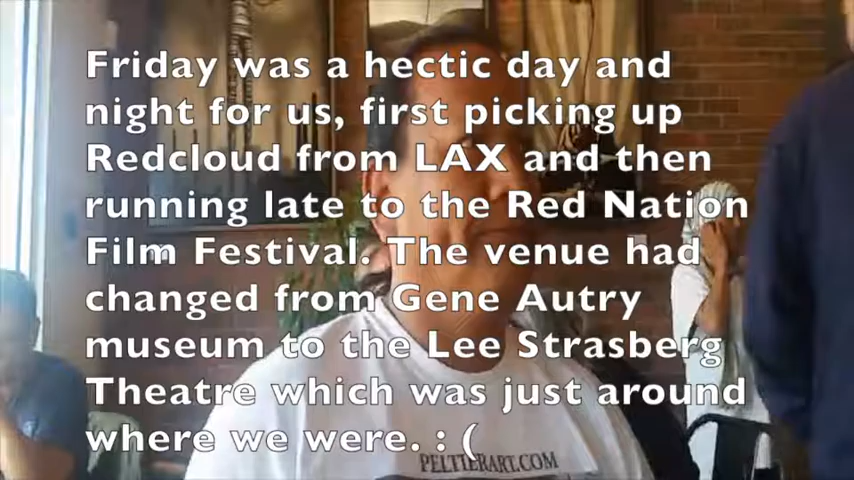 Friday was a hectic day and
night for us, first picking up
Redcloud from LAX and then
running late to the Red Nation
Film Festival. The venue had
changed from Gene Autry
museum to the Lee Strasberg
Theatre which was just around
where we were. : (
PELTIERART.COM